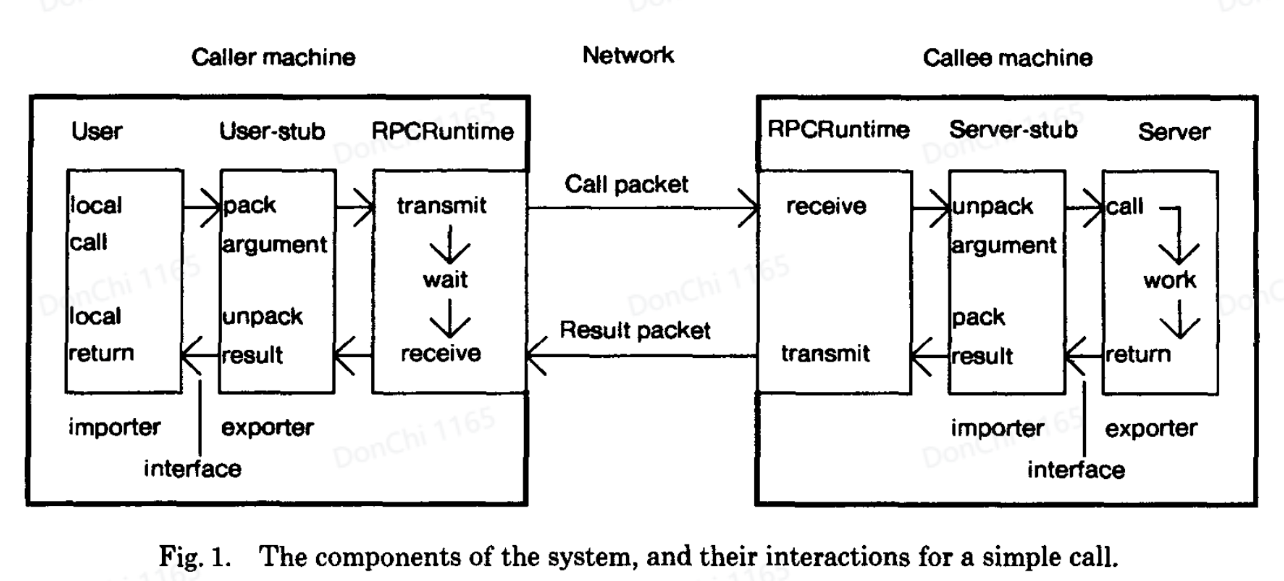 Caller machine Network Callee machine
User User-stub RPCRuntime RPCRuntime Server-stub Server
local pack transmit Call packet receive unpack call
call argument argument
wait work
local unpack Result packet pack
return result receive transmit result return
importer exporter importer exporter
interface interface
Fig. 1. The components of the system, and their interactions for a simple call.
DonChi 1165